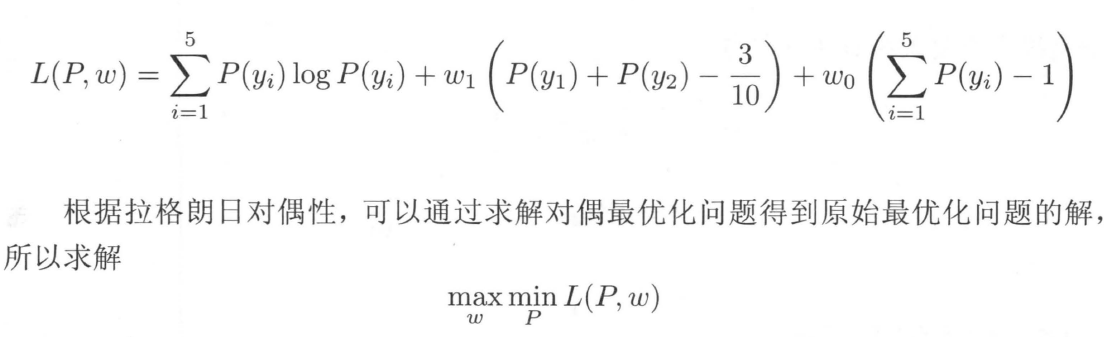 L(P, w) = \sum_{i=1}^{5} P(y_i) \log P(y_i) + w_1 \left( P(y_1) + P(y_2) - \frac{3}{10} \right) + w_0 \left( \sum_{i=1}^{5} P(y_i) - 1 \right)
根据拉格朗日对偶性，可以通过求解对偶最优化问题得到原始最优化问题的解，
所以求解
\max_{w} \min_{P} L(P, w)